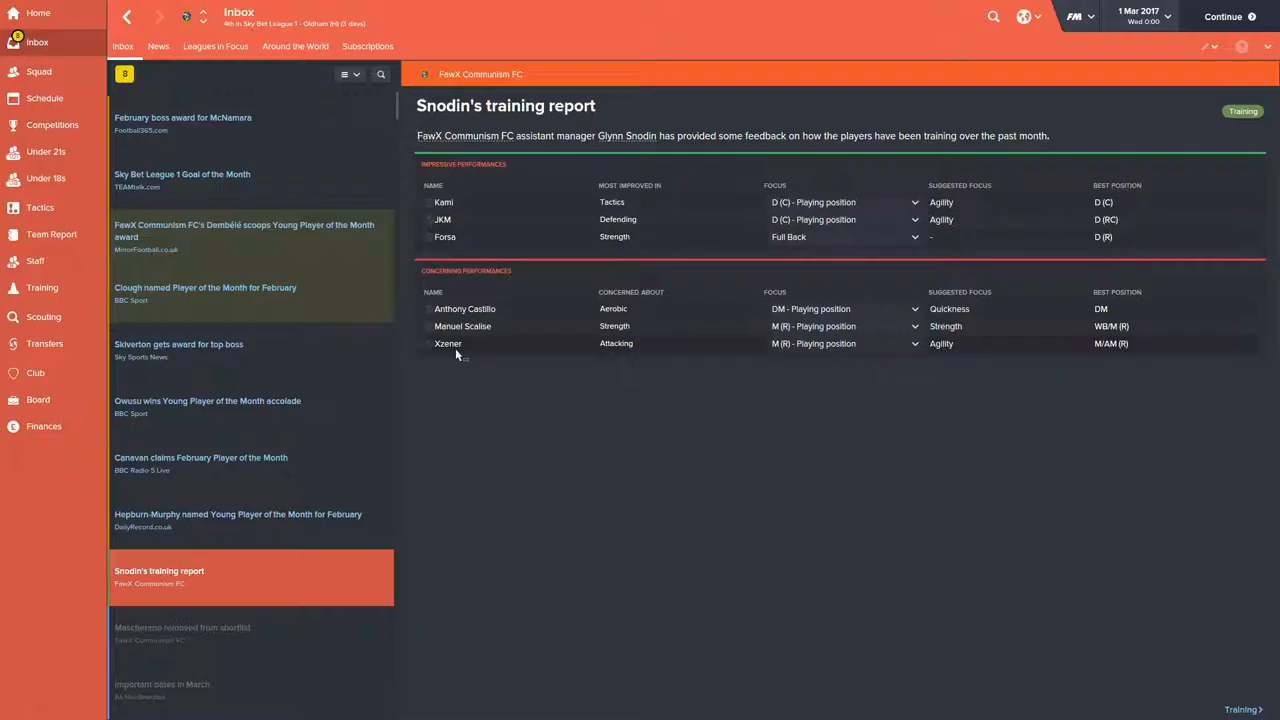 Home
8
Inbox
Squad
Schedule
Competitions
Under 21s
Under 18s
Tactics
Team Report
Staff
Training
Scouting
Transfers
Club
Board
Finances
Inbox
4th in Sky Bet League 1 - Oldham (H) (3 days)
FM
1 Mar 2017
Wed 0:00
Continue
Inbox
News
Leagues in Focus
Around the World
Subscriptions
8
February boss award for McNamara
Football365.com
Sky Bet League 1 Goal of the Month
TEAMtalk.com
FawX Communism FC's Dembélé scoops Young Player of the Month
award
MirrorFootball.co.uk
Clough named Player of the Month for February
BBC Sport
Skiverton gets award for top boss
Sky Sports News
Owusu wins Young Player of the Month accolade
BBC Sport
Canavan claims February Player of the Month
BBC Radio 5 Live
Hepburn-Murphy named Young Player of the Month for February
DailyRecord.co.uk
Snodin's training report
FawX Communism FC
Mascherano removed from shortlist
FawX Communism FC
Important dates in March
FawX Communism FC
Snodin's training report
Training
FawX Communism FC assistant manager Glynn Snodin has provided some feedback on how the players have been training over the past month.
IMPRESSIVE PERFORMANCES
NAME MOST IMPROVED IN FOCUS SUGGESTED FOCUS BEST POSITION
Kami Tactics D (C) - Playing position Agility D (C)
JKM Defending D (C) - Playing position Agility D (RC)
Forsa Strength Full Back - D (R)
CONCERNING PERFORMANCES
NAME CONCERNED ABOUT FOCUS SUGGESTED FOCUS BEST POSITION
Anthony Castillo Aerobic DM - Playing position Quickness DM
Manuel Scalise Strength M (R) - Playing position Strength WB/M (R)
Xzener Attacking M (R) - Playing position Agility M/AM (R)
Training